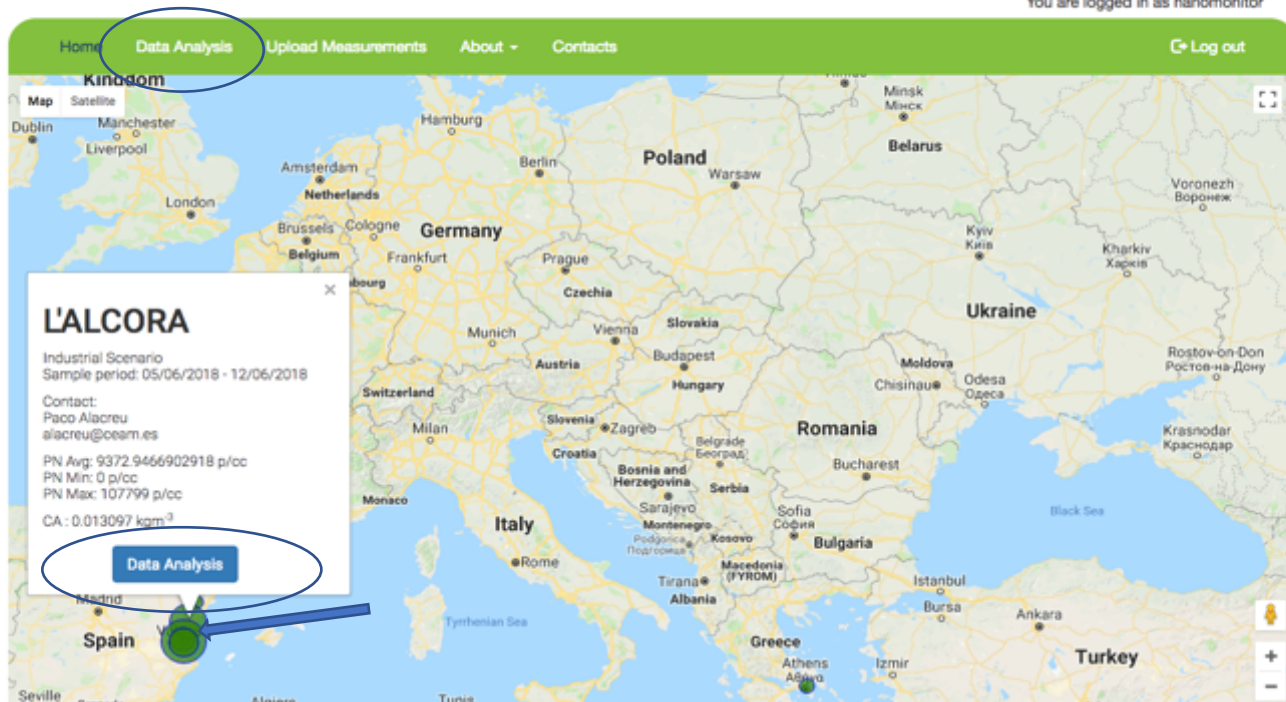 You are logged in as nanomonitor
Home Data Analysis Upload Measurements About Contacts Log out
Kingdom
Map Satellite
Minsk
Мінск
Dublin
Manchester
Hamburg
Liverpool
Belarus
Berlin
Poland
Amsterdam
Warsaw
Netherlands
Voronezh
Воронеж
London
Brussels Cologne
Germany
Kyiv
Київ
Belgium
Frankfurt
Prague
Kharkiv
Харків
bourg
Czechia
L'ALCORA
Ukraine
Munich
Vienna
Slovakia
Industrial Scenario
Sample period: 05/06/2018 - 12/06/2018
Budapest
Austria
Moldova
Rostov-on-Don
Ростов-на-Дону
Hungary
Chisinau
Odesa
Одеса
Switzerland
Contact:
Paco Alacreu
alacreu@ceam.es
Slovenia
Zagreb
Milan
Romania
Krasnodar
Краснодар
Belgrade
Београд
Croatia
PN Avg: 9372.9466902918 p/cc
PN Min: 0 p/cc
PN Max: 107799 p/cc
Bosnia and
Herzegovina
Serbia
Bucharest
Monaco
Sarajevo
Sofia
София
Black Sea
CA : 0.013097 kgm-3
Italy
Montenegro
Podgorica
Подгорица
Kosovo
Bulgaria
Data Analysis
Rome
Macedonia
(FYROM)
Tirana
Istanbul
Madrid
Albania
Bursa
Ankara
Tyrrhenian Sea
Spain
V
Greece
Turkey
Athens
Αθήνα
Izmir
Seville
Algiers
Tunis